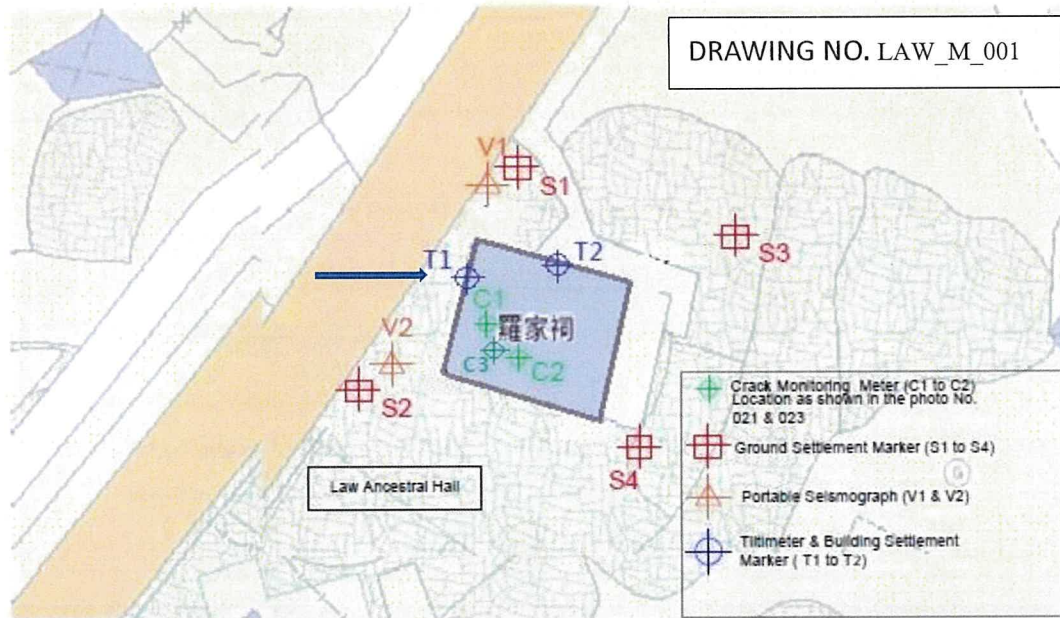 DRAWING NO. LAW_M_001
V1
S1
S3
T1
T2
C1
羅家祠
V2
C3
C2
S2
S4
Law Ancestral Hall
Crack Monitoring Meter (C1 to C2)
Location as shown in the photo No.
021 & 023
Ground Settlement Marker (S1 to S4)
G
Portable Seismograph (V1 & V2)
Tiltimeter & Building Settlement
Marker ( T1 to T2)